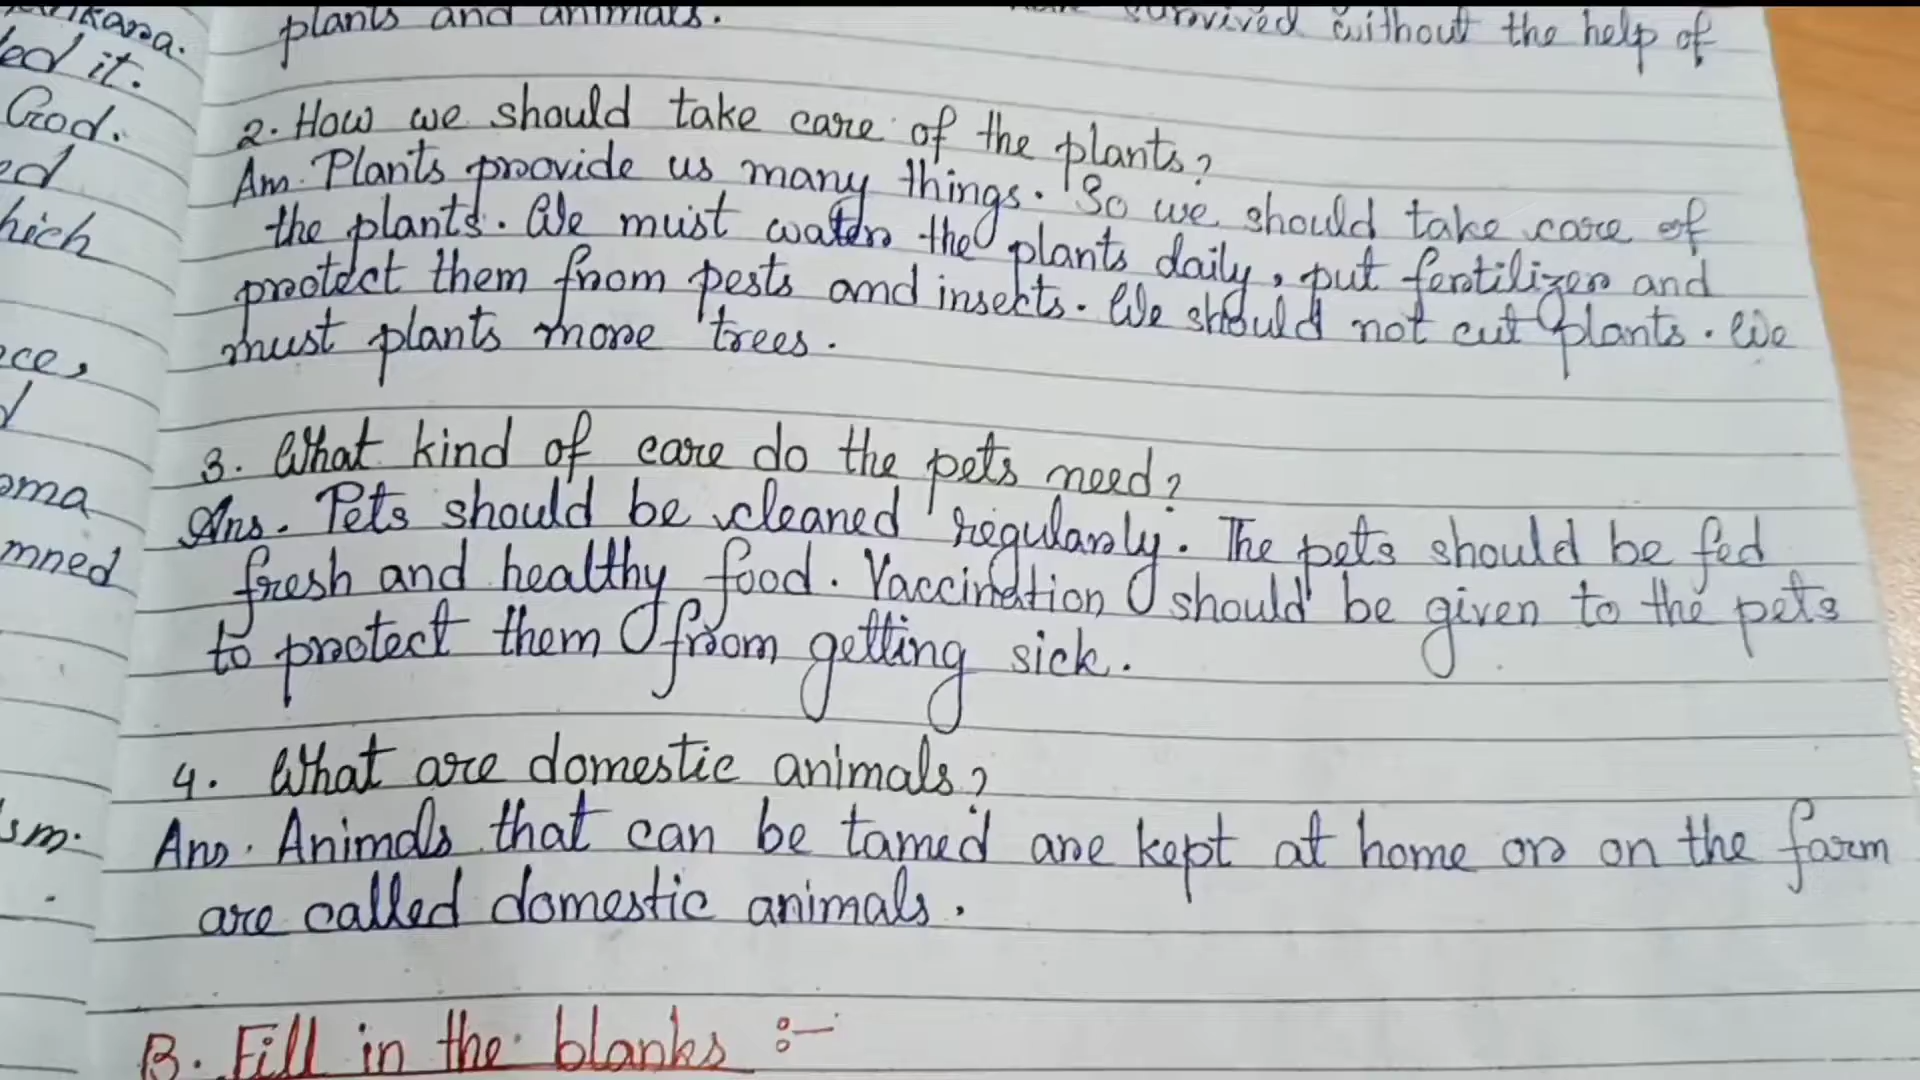 survived without the help of
plants and animals.
2. How we should take care of the plants?
Ans. Plants provide us many things. So we should take care of
the plants. We must water the plants daily, put fertilizer and
protect them from pests and insects. We should not cut plants. We
must plants more trees.
3. What kind of care do the pets need?
Ans. Pets should be cleaned regularly. The pets should be fed
fresh and healthy food. Vaccination should be given to the pets
to protect them from getting sick.
4. What are domestic animals?
Ans. Animals that can be tamed are kept at home or on the farm
are called domestic animals.
B. Fill in the blanks :-
it.
God.